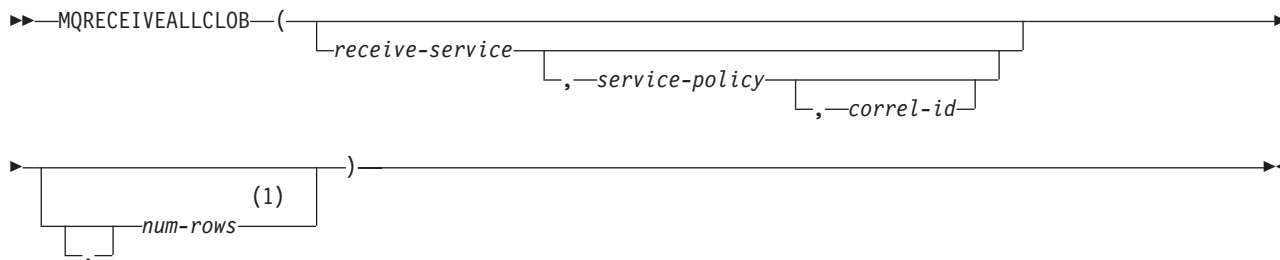 MQRECEIVEALLCLOB (
receive-service
, service-policy
, correl-id
)
(1)
num-rows
,